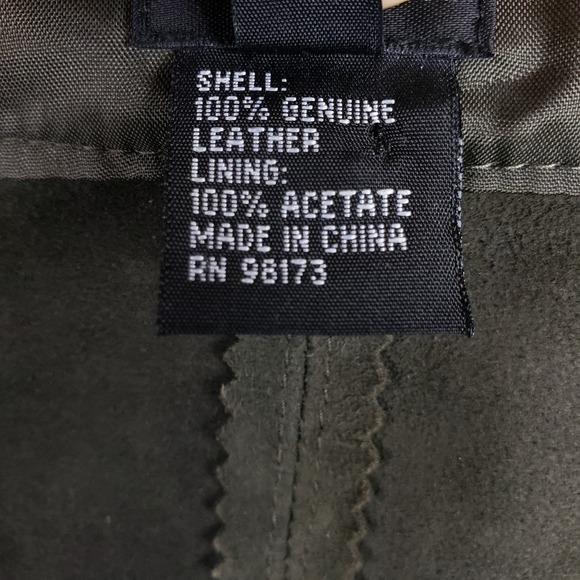 SHELL:
100% GENUINE
LEATHER
LINING:
100% ACETATE
MADE IN CHINA
RN 98173